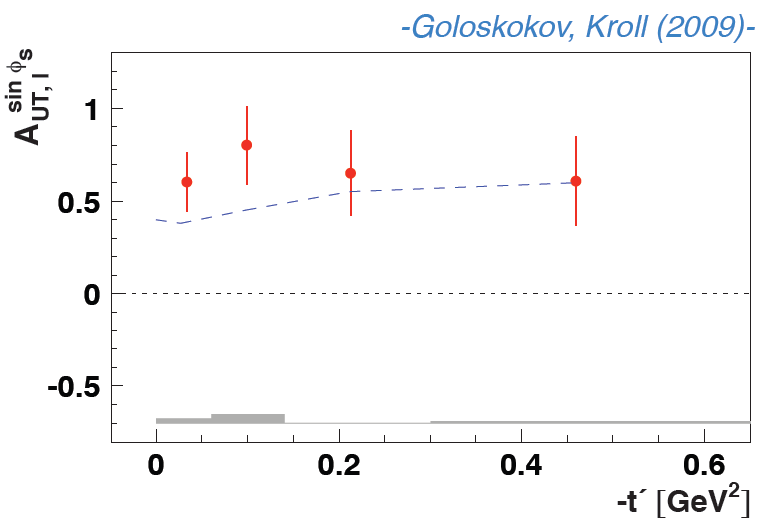 -Goloskokov, Kroll (2009)-
A sin ϕs UT, l
1
0.5
0
-0.5
0 0.2 0.4 0.6
-t´ [GeV2]